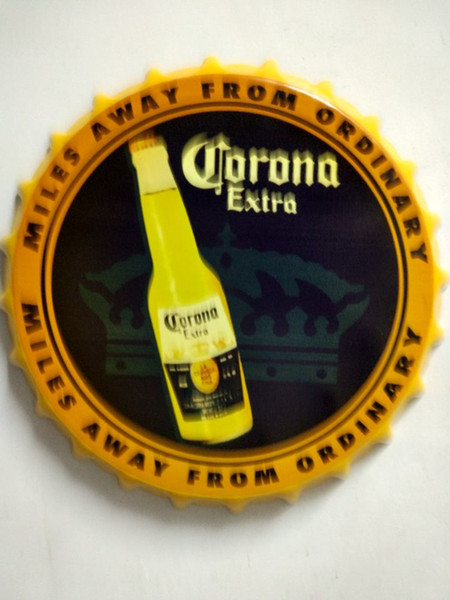 MILES AWAY FROM ORDINARY
Corona
Extra
Corona
Extra
MILES AWAY FROM ORDINARY